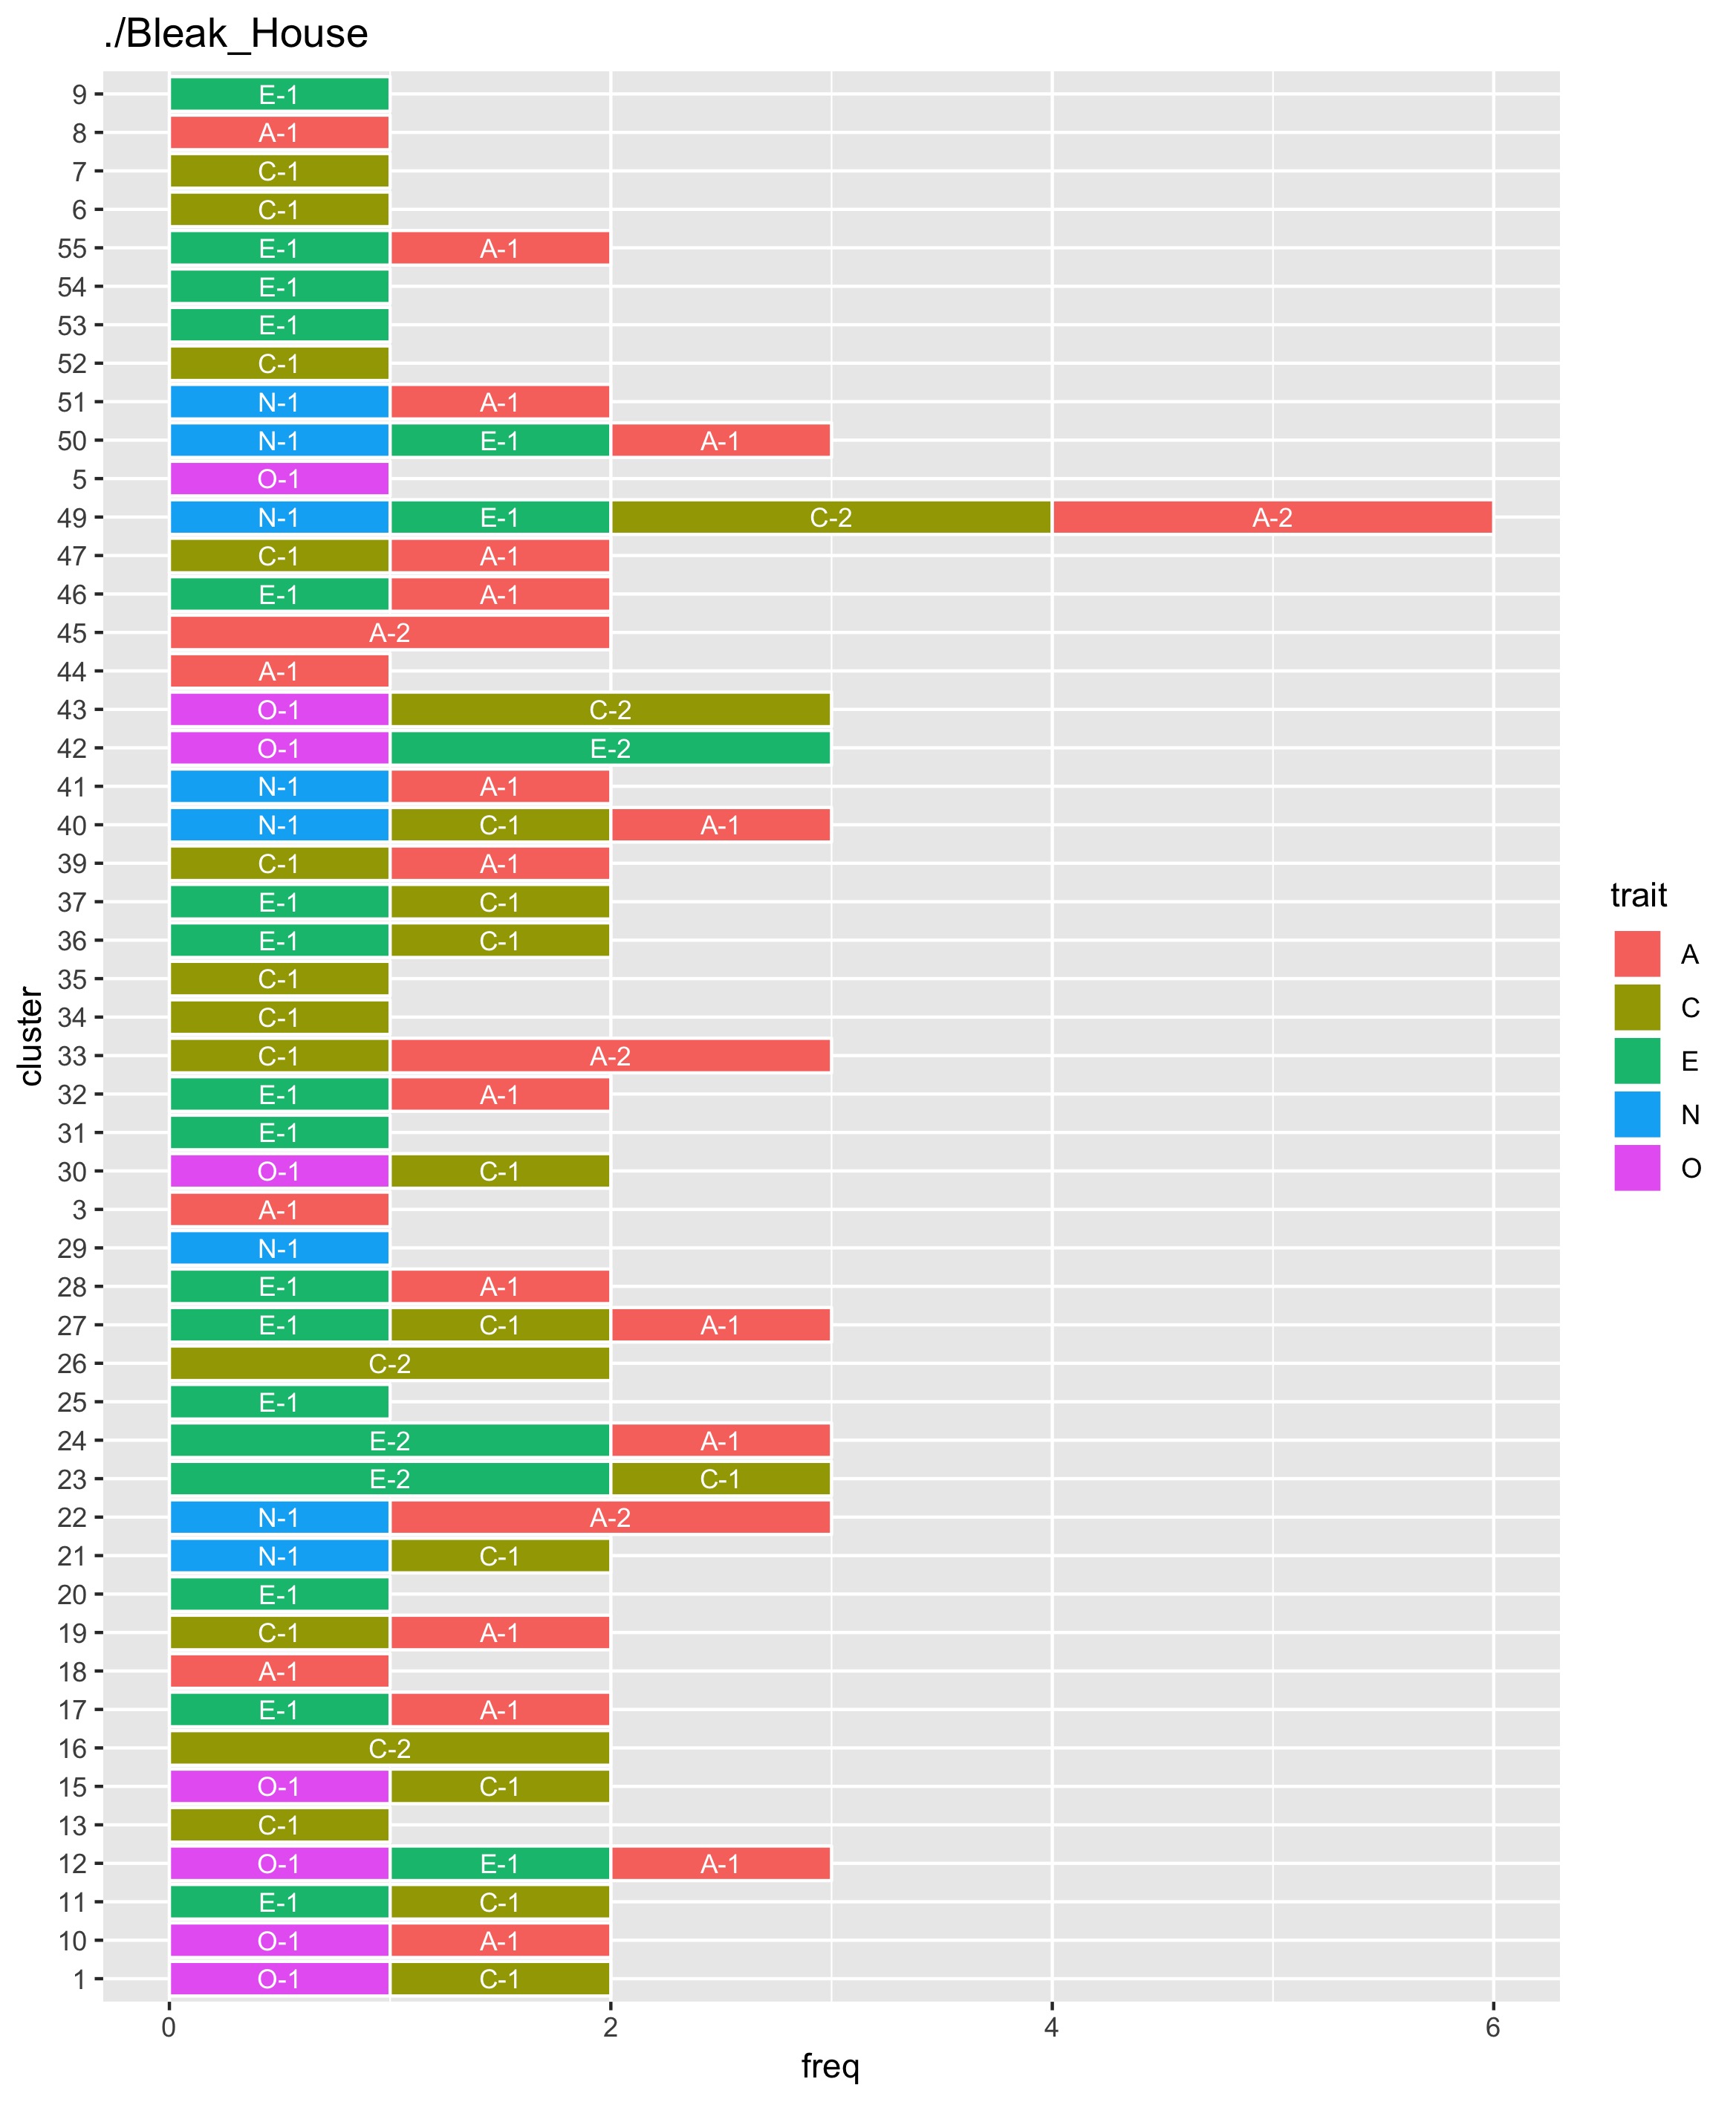 ./Bleak_House
9 E-1
8 A-1
7 C-1
6 C-1
55 E-1 A-1
54 E-1
53 E-1
52 C-1
51 N-1 A-1
50 N-1 E-1 A-1
5 O-1
49 N-1 E-1 C-2 A-2
47 C-1 A-1
46 E-1 A-1
45 A-2
44 A-1
43 O-1 C-2
42 O-1 E-2
41 N-1 A-1
40 N-1 C-1 A-1
39 C-1 A-1
37 E-1 C-1
36 E-1 C-1
35 C-1
34 C-1
33 C-1 A-2
32 E-1 A-1
31 E-1
30 O-1 C-1
3 A-1
29 N-1
28 E-1 A-1
27 E-1 C-1 A-1
26 C-2
25 E-1
24 E-2 A-1
23 E-2 C-1
22 N-1 A-2
21 N-1 C-1
20 E-1
19 C-1 A-1
18 A-1
17 E-1 A-1
16 C-2
15 O-1 C-1
13 C-1
12 O-1 E-1 A-1
11 E-1 C-1
10 O-1 A-1
1 O-1 C-1
0 2 4 6
freq
cluster
trait
A
C
E
N
O